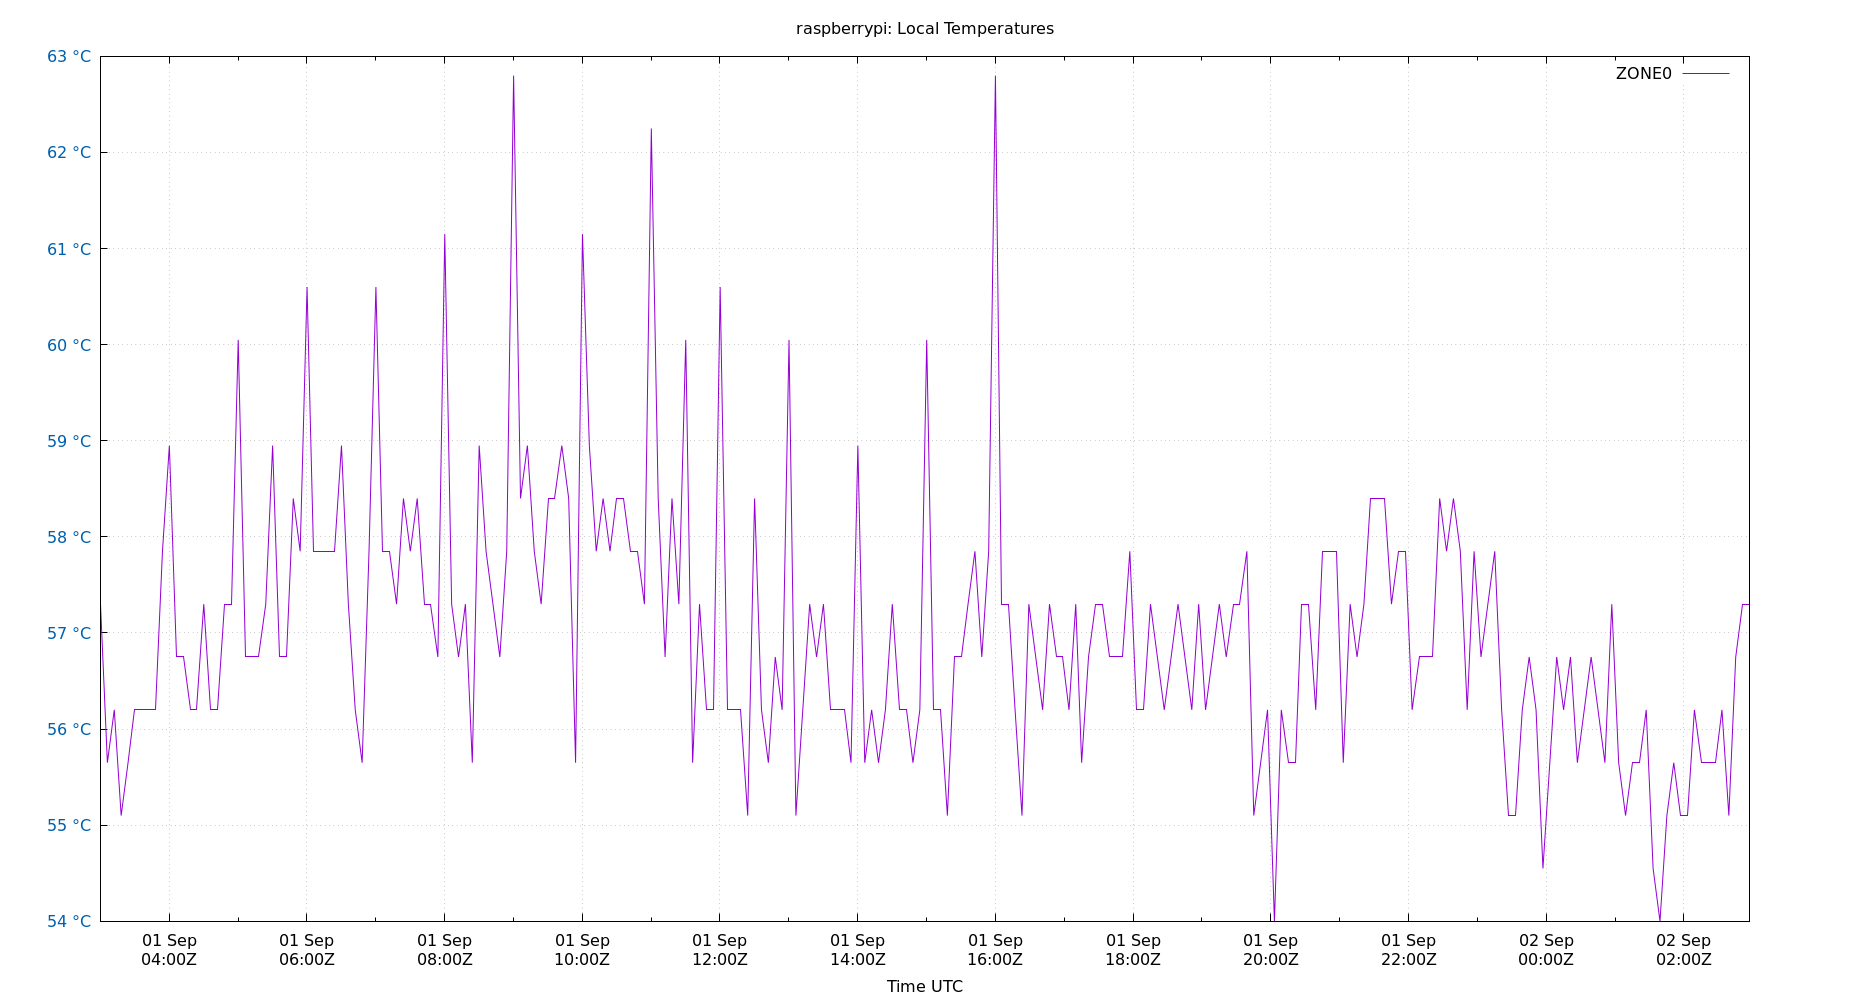 raspberrypi: Local Temperatures
63 °C
ZONE0
62 °C
61 °C
60 °C
59 °C
58 °C
57 °C
56 °C
55 °C
54 °C
01 Sep 01 Sep 01 Sep 01 Sep 01 Sep 01 Sep 01 Sep 01 Sep 01 Sep 01 Sep 02 Sep 02 Sep
04:00Z 06:00Z 08:00Z 10:00Z 12:00Z 14:00Z 16:00Z 18:00Z 20:00Z 22:00Z 00:00Z 02:00Z
Time UTC